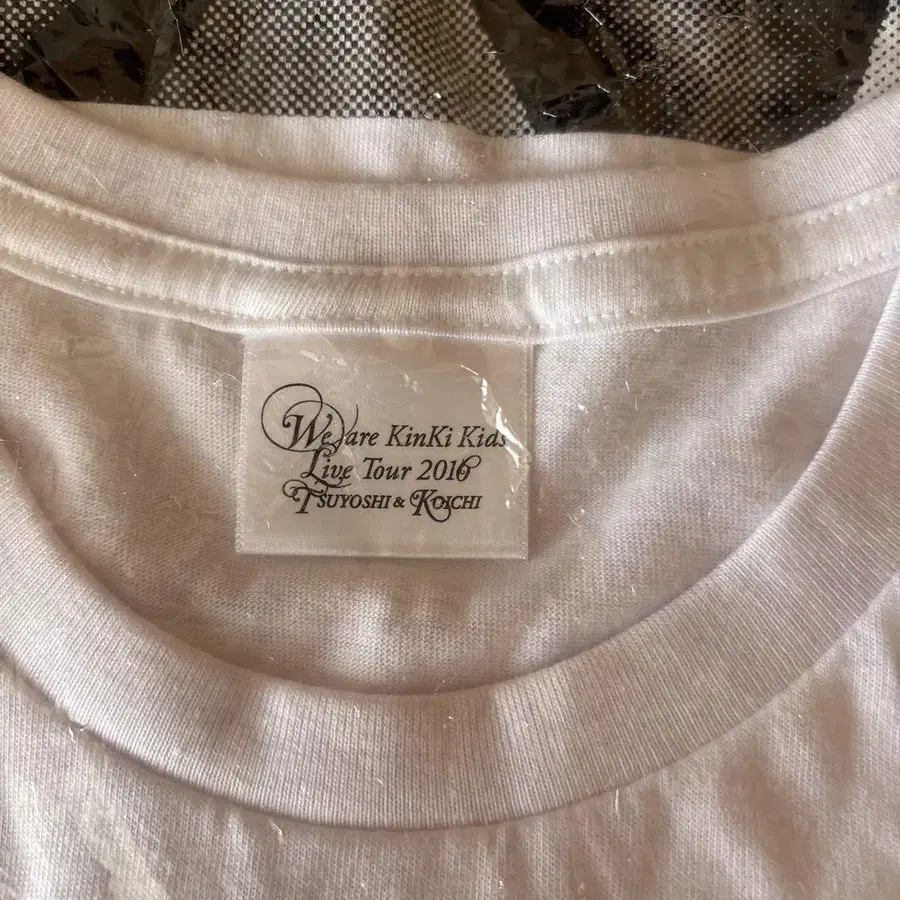 We are KinKi Kids
Live Tour 2016
TSUYOSHI & KOICHI